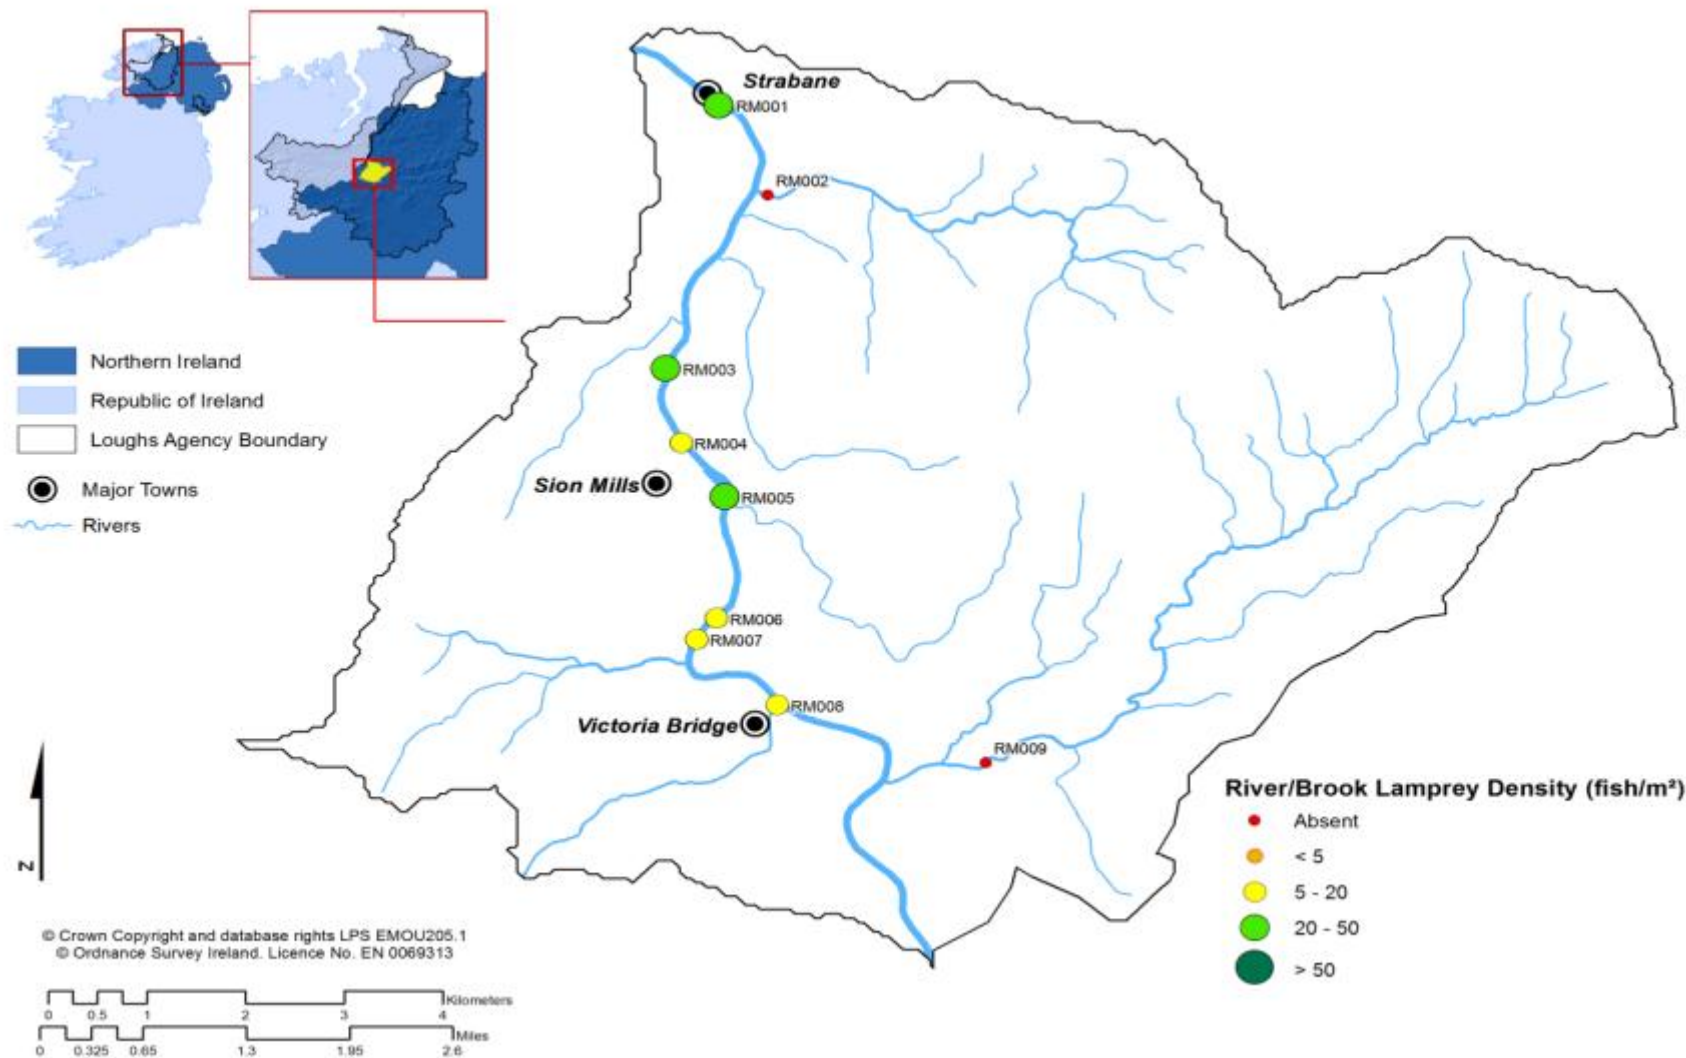 Strabane
RM001
RM002
RM003
RM004
Sion Mills
RM005
RM006
RM007
RM008
Victoria Bridge
RM009
Northern Ireland
Republic of Ireland
Loughs Agency Boundary
Major Towns
Rivers
N
River/Brook Lamprey Density (fish/m²)
Absent
< 5
5 - 20
20 - 50
> 50
© Crown Copyright and database rights LPS EMOU205.1
© Ordnance Survey Ireland. Licence No. EN 0069313
Kilometers
0 0.5 1 2 3 4
Miles
0 0.325 0.65 1.3 1.95 2.6